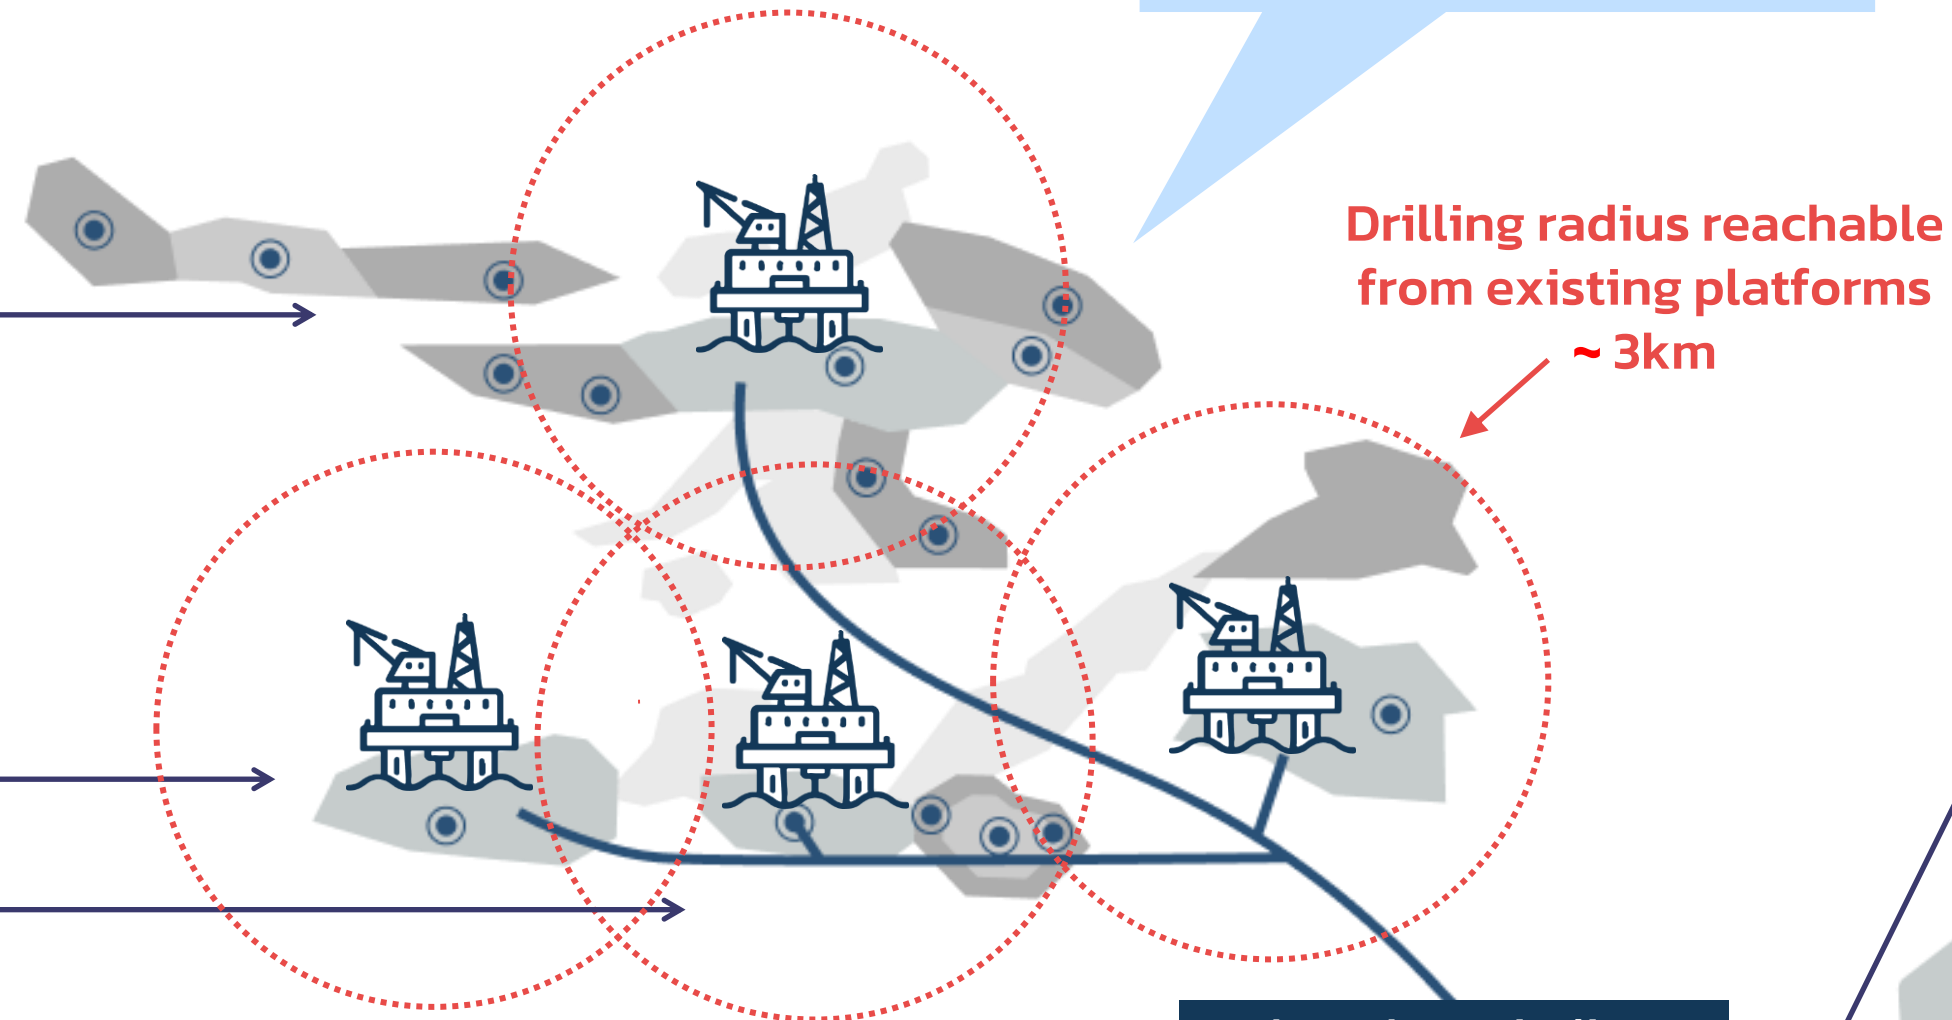 Drilling radius reachable
from existing platforms
~ 3km